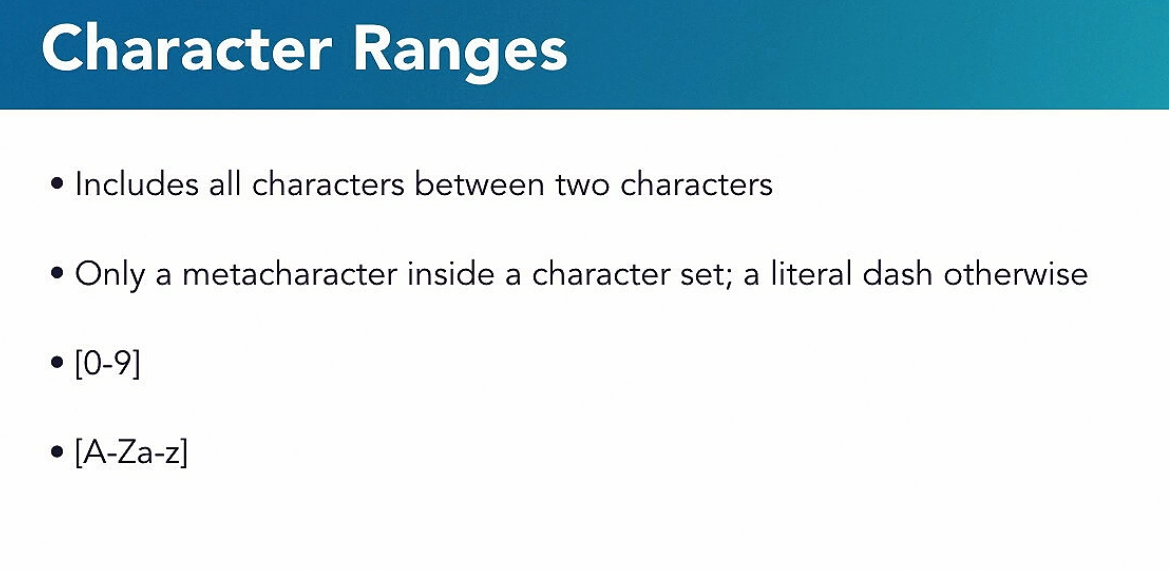 Character Ranges
• Includes all characters between two characters
• Only a metacharacter inside a character set; a literal dash otherwise
• [0-9]
• [A-Za-z]